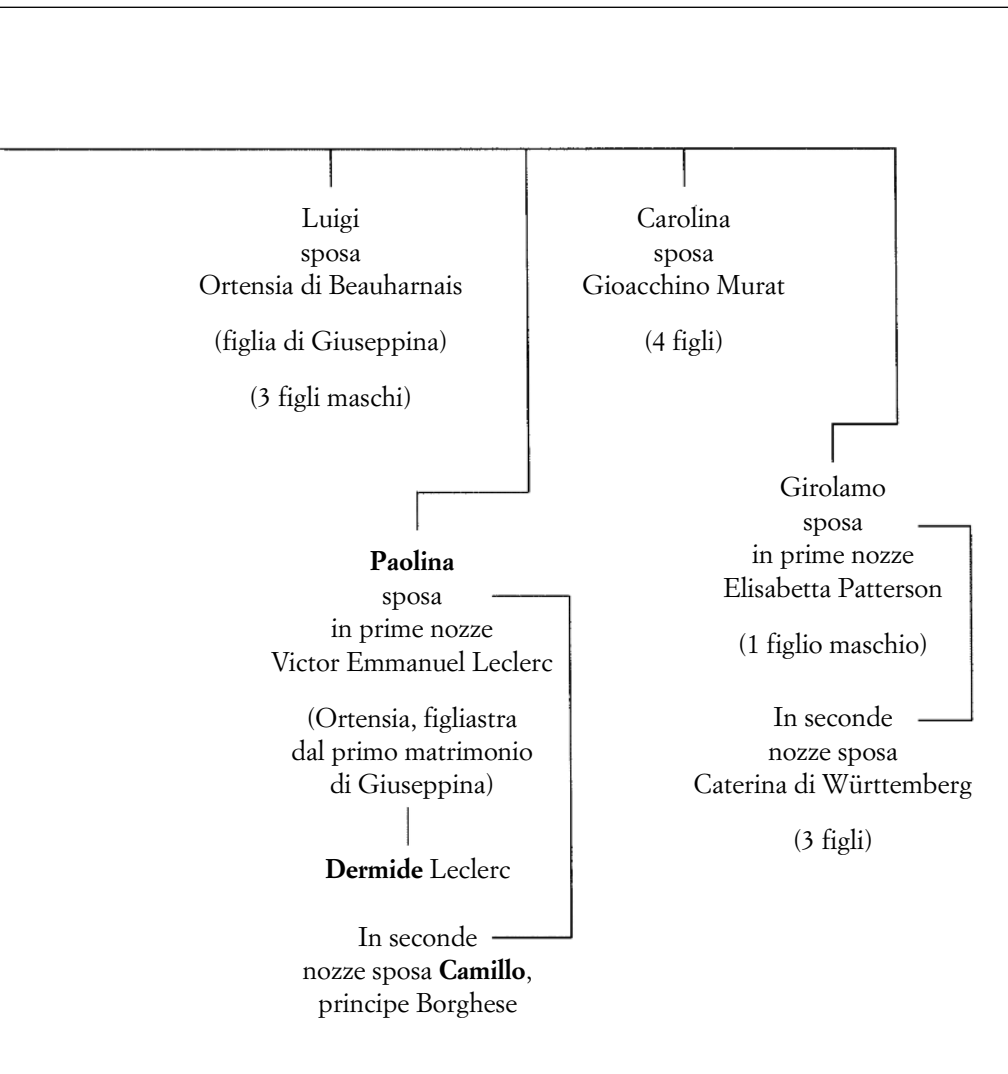 Luigi
sposa
Ortensia di Beauharnais
(figlia di Giuseppina)
(3 figli maschi)
Carolina
sposa
Gioacchino Murat
(4 figli)
Paolina
sposa
in prime nozze
Victor Emmanuel Leclerc
(Ortensia, figliastra
dal primo matrimonio
di Giuseppina)
Dermide Leclerc
In seconde
nozze sposa Camillo,
principe Borghese
Girolamo
sposa
in prime nozze
Elisabetta Patterson
(1 figlio maschio)
In seconde
nozze sposa
Caterina di Württemberg
(3 figli)